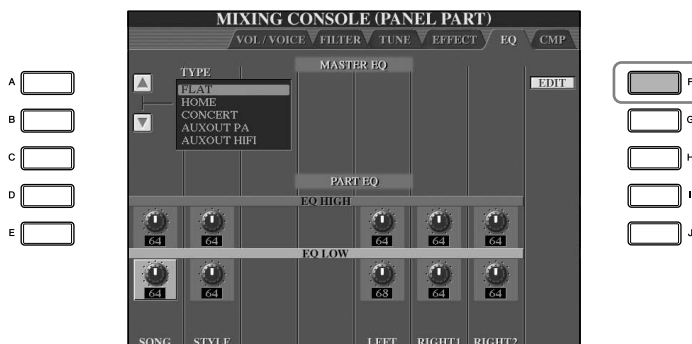 MIXING CONSOLE (PANEL PART)
VOL / VOICE FILTER TUNE EFFECT EQ CMP
MASTER EQ
TYPE
EDIT
FLAT
HOME
CONCERT
AUXOUT PA
AUXOUT HIFI
PART EQ
EQ HIGH
64 64 64 64 64
EQ LOW
64 64 68 64 64
SONG STYLE LEFT RIGHT1 RIGHT2
A
B
C
D
E
F
G
H
I
J